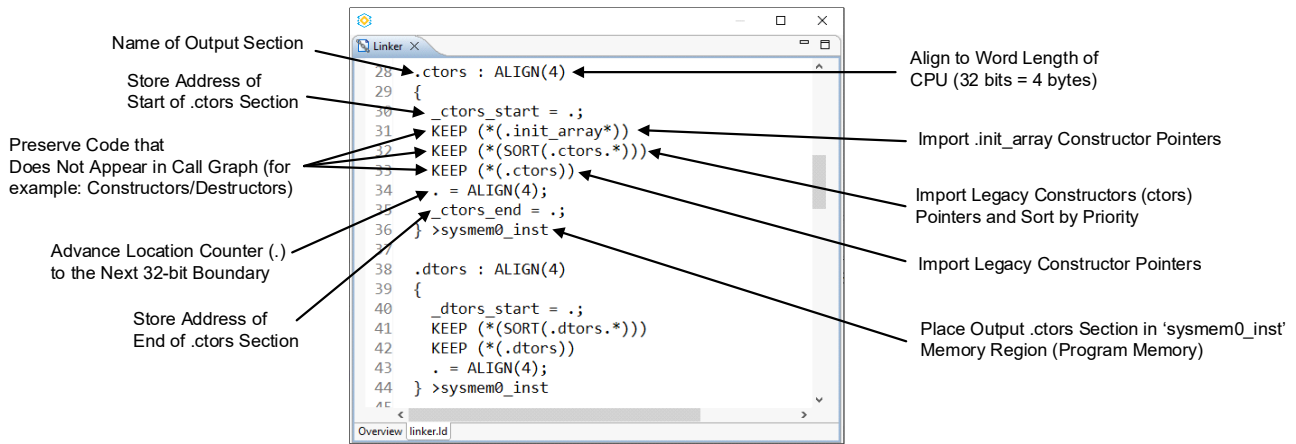 Name of Output Section
Store Address of
Start of .ctors Section
Preserve Code that
Does Not Appear in Call Graph (for
example: Constructors/Destructors)
Advance Location Counter (.)
to the Next 32-bit Boundary
Store Address of
End of .ctors Section
Linker
28 .ctors : ALIGN(4)
29 {
30 _ctors_start = .;
31 KEEP (*(.init_array*))
32 KEEP (*(SORT(.ctors.*)))
33 KEEP (*(.ctors))
34 . = ALIGN(4);
35 _ctors_end = .;
36 } >sysmem0_inst
37
38 .dtors : ALIGN(4)
39 {
40 _dtors_start = .;
41 KEEP (*(SORT(.dtors.*)))
42 KEEP (*(.dtors))
43 . = ALIGN(4);
44 } >sysmem0_inst
45
Overview linker.ld
Align to Word Length of
CPU (32 bits = 4 bytes)
Import .init_array Constructor Pointers
Import Legacy Constructors (ctors)
Pointers and Sort by Priority
Import Legacy Constructor Pointers
Place Output .ctors Section in ‘sysmem0_inst’
Memory Region (Program Memory)